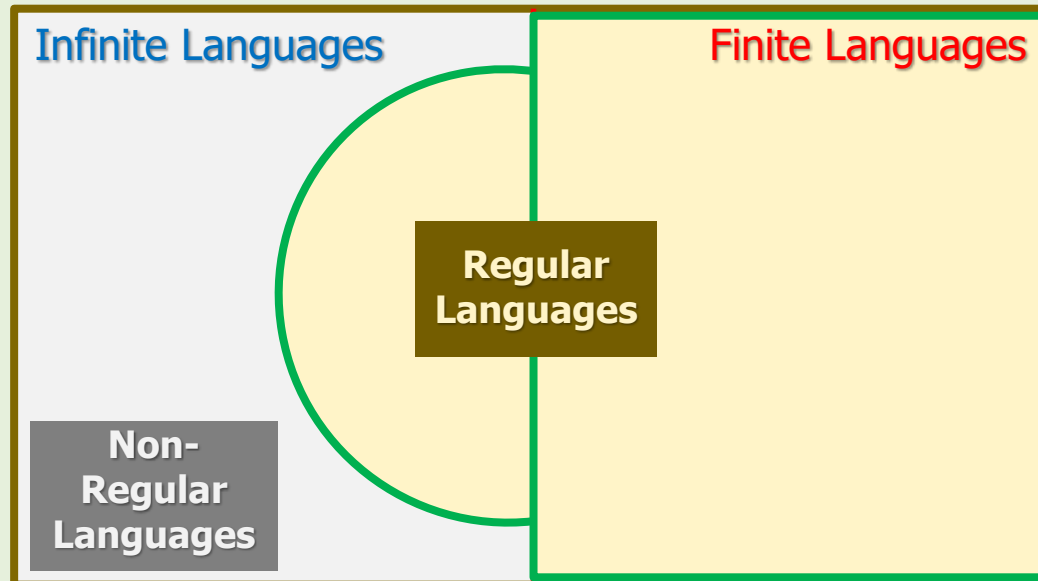 Infinite Languages
Finite Languages
Regular
Languages
Non-
Regular
Languages